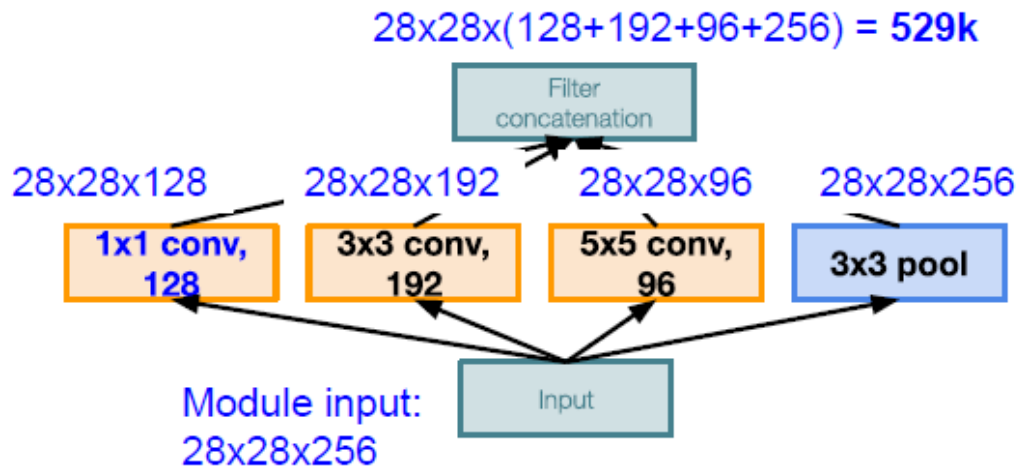 28x28x(128+192+96+256) = 529k
Filter
concatenation
28x28x128
28x28x192
28x28x96
28x28x256
1x1 conv,
128
3x3 conv,
192
5x5 conv,
96
3x3 pool
Input
Module input:
28x28x256